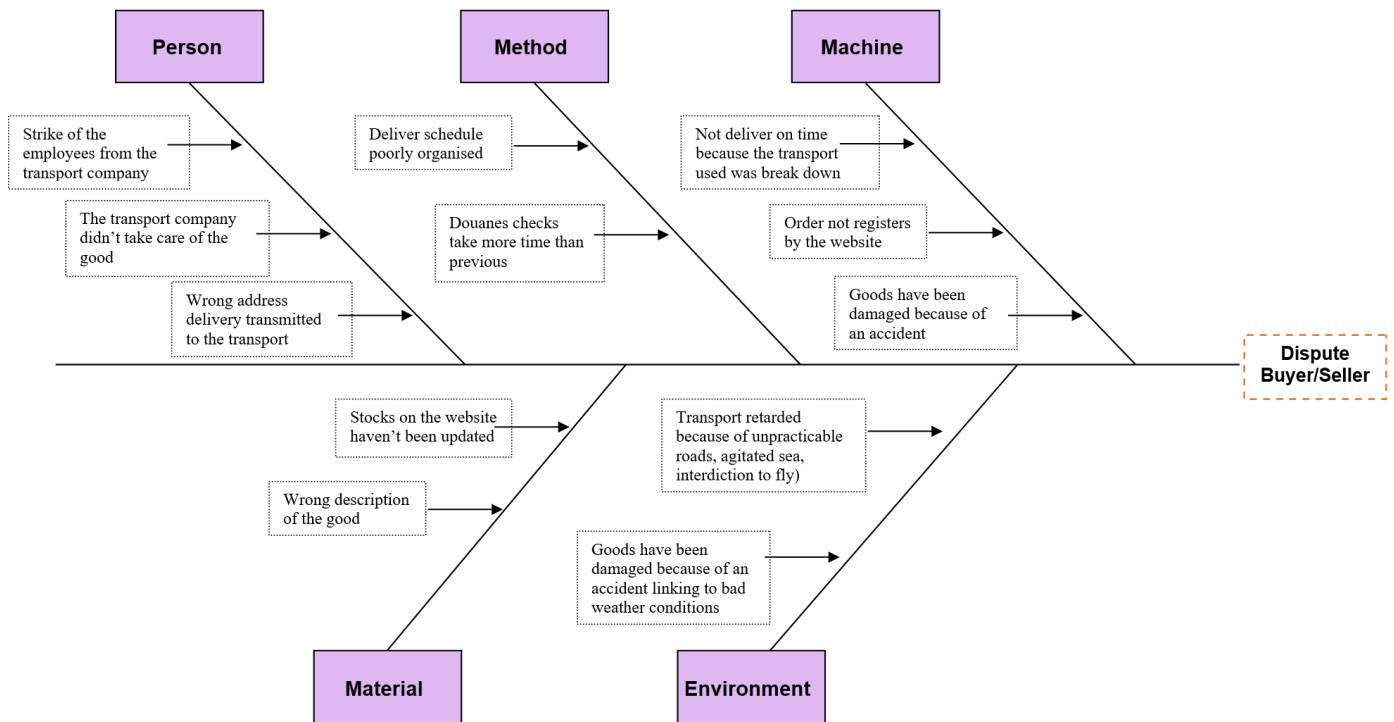 Person
Method
Machine
Strike of the
employees from the
transport company
Deliver schedule
poorly organised
Not deliver on time
because the transport
used was break down
The transport company
didn't take care of the
good
Douanes checks
take more time than
previous
Order not registers
by the website
Wrong address
delivery transmitted
to the transport
Goods have been
damaged because of
an accident
Dispute
Buyer/Seller
Stocks on the website
haven't been updated
Transport retarded
because of unpracticable
roads, agitated sea,
interdiction to fly)
Wrong description
of the good
Goods have been
damaged because of an
accident linking to bad
weather conditions
Material
Environment